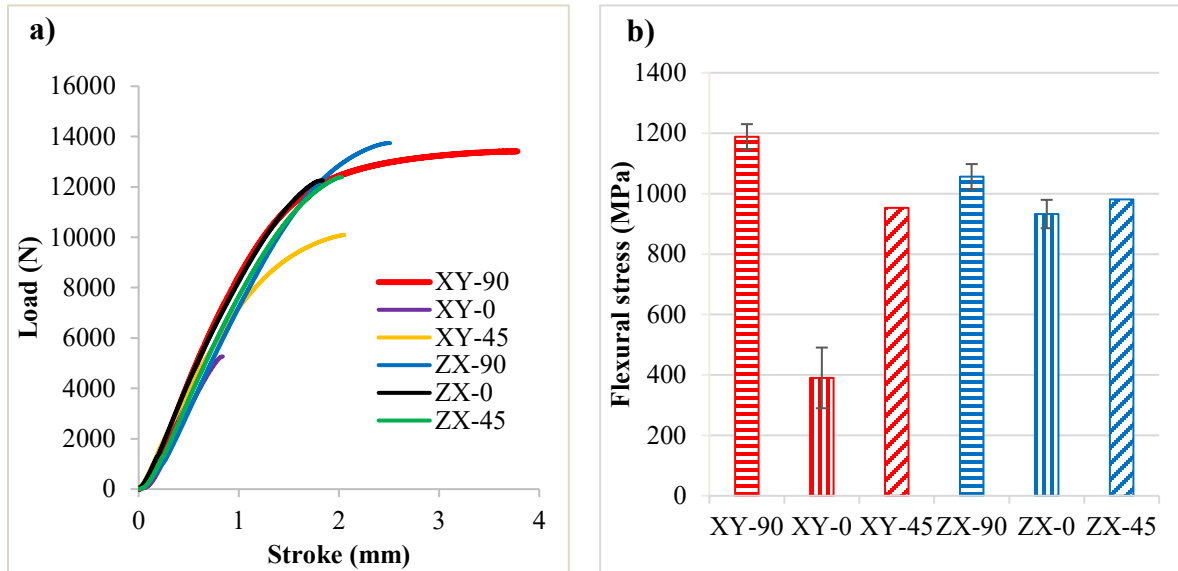 a)
Load (N)
16000
14000
12000
10000
8000
6000
4000
2000
0
0 1 2 3 4
Stroke (mm)
XY-90
XY-0
XY-45
ZX-90
ZX-0
ZX-45
b)
Flexural stress (MPa)
1400
1200
1000
800
600
400
200
0
XY-90 XY-0 XY-45 ZX-90 ZX-0 ZX-45